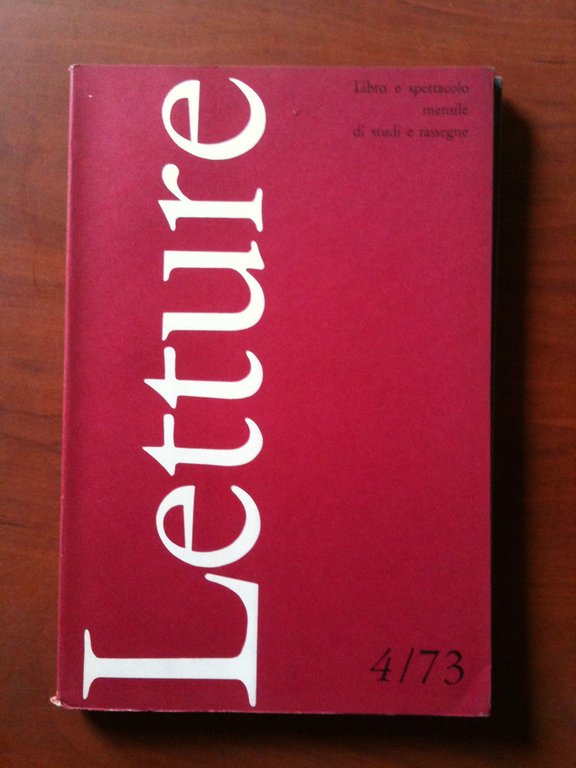 Letture
Libro e spettacolo
mensile
di studi e rassegne
4/73